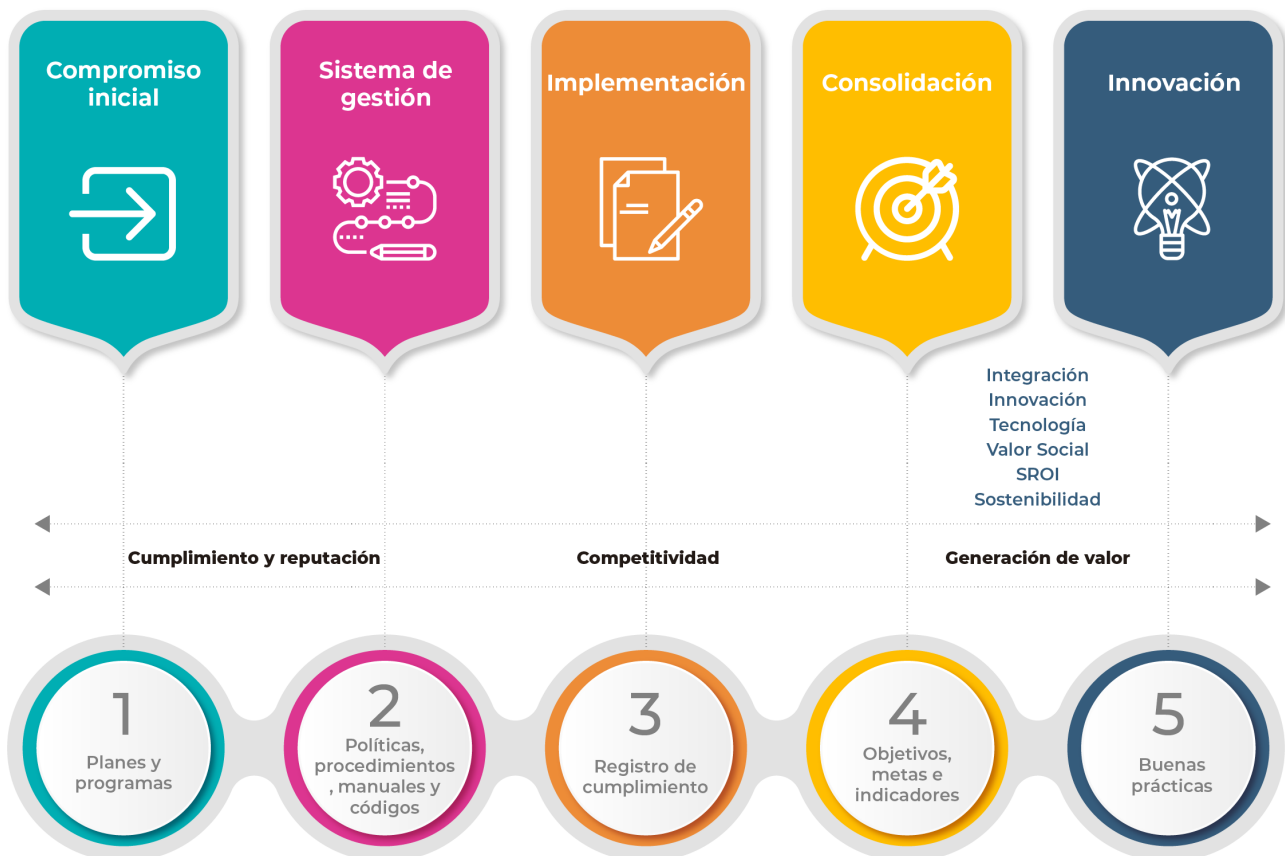 Compromiso
inicial
Sistema de
gestión
Implementación
Consolidación
Innovación
Integración
Innovación
Tecnología
Valor Social
SROI
Sostenibilidad
Cumplimiento y reputación
Competitividad
Generación de valor
1
Planes y
programas
2
Políticas,
procedimientos
, manuales y
códigos
3
Registro de
cumplimiento
4
Objetivos,
metas e
indicadores
5
Buenas
prácticas